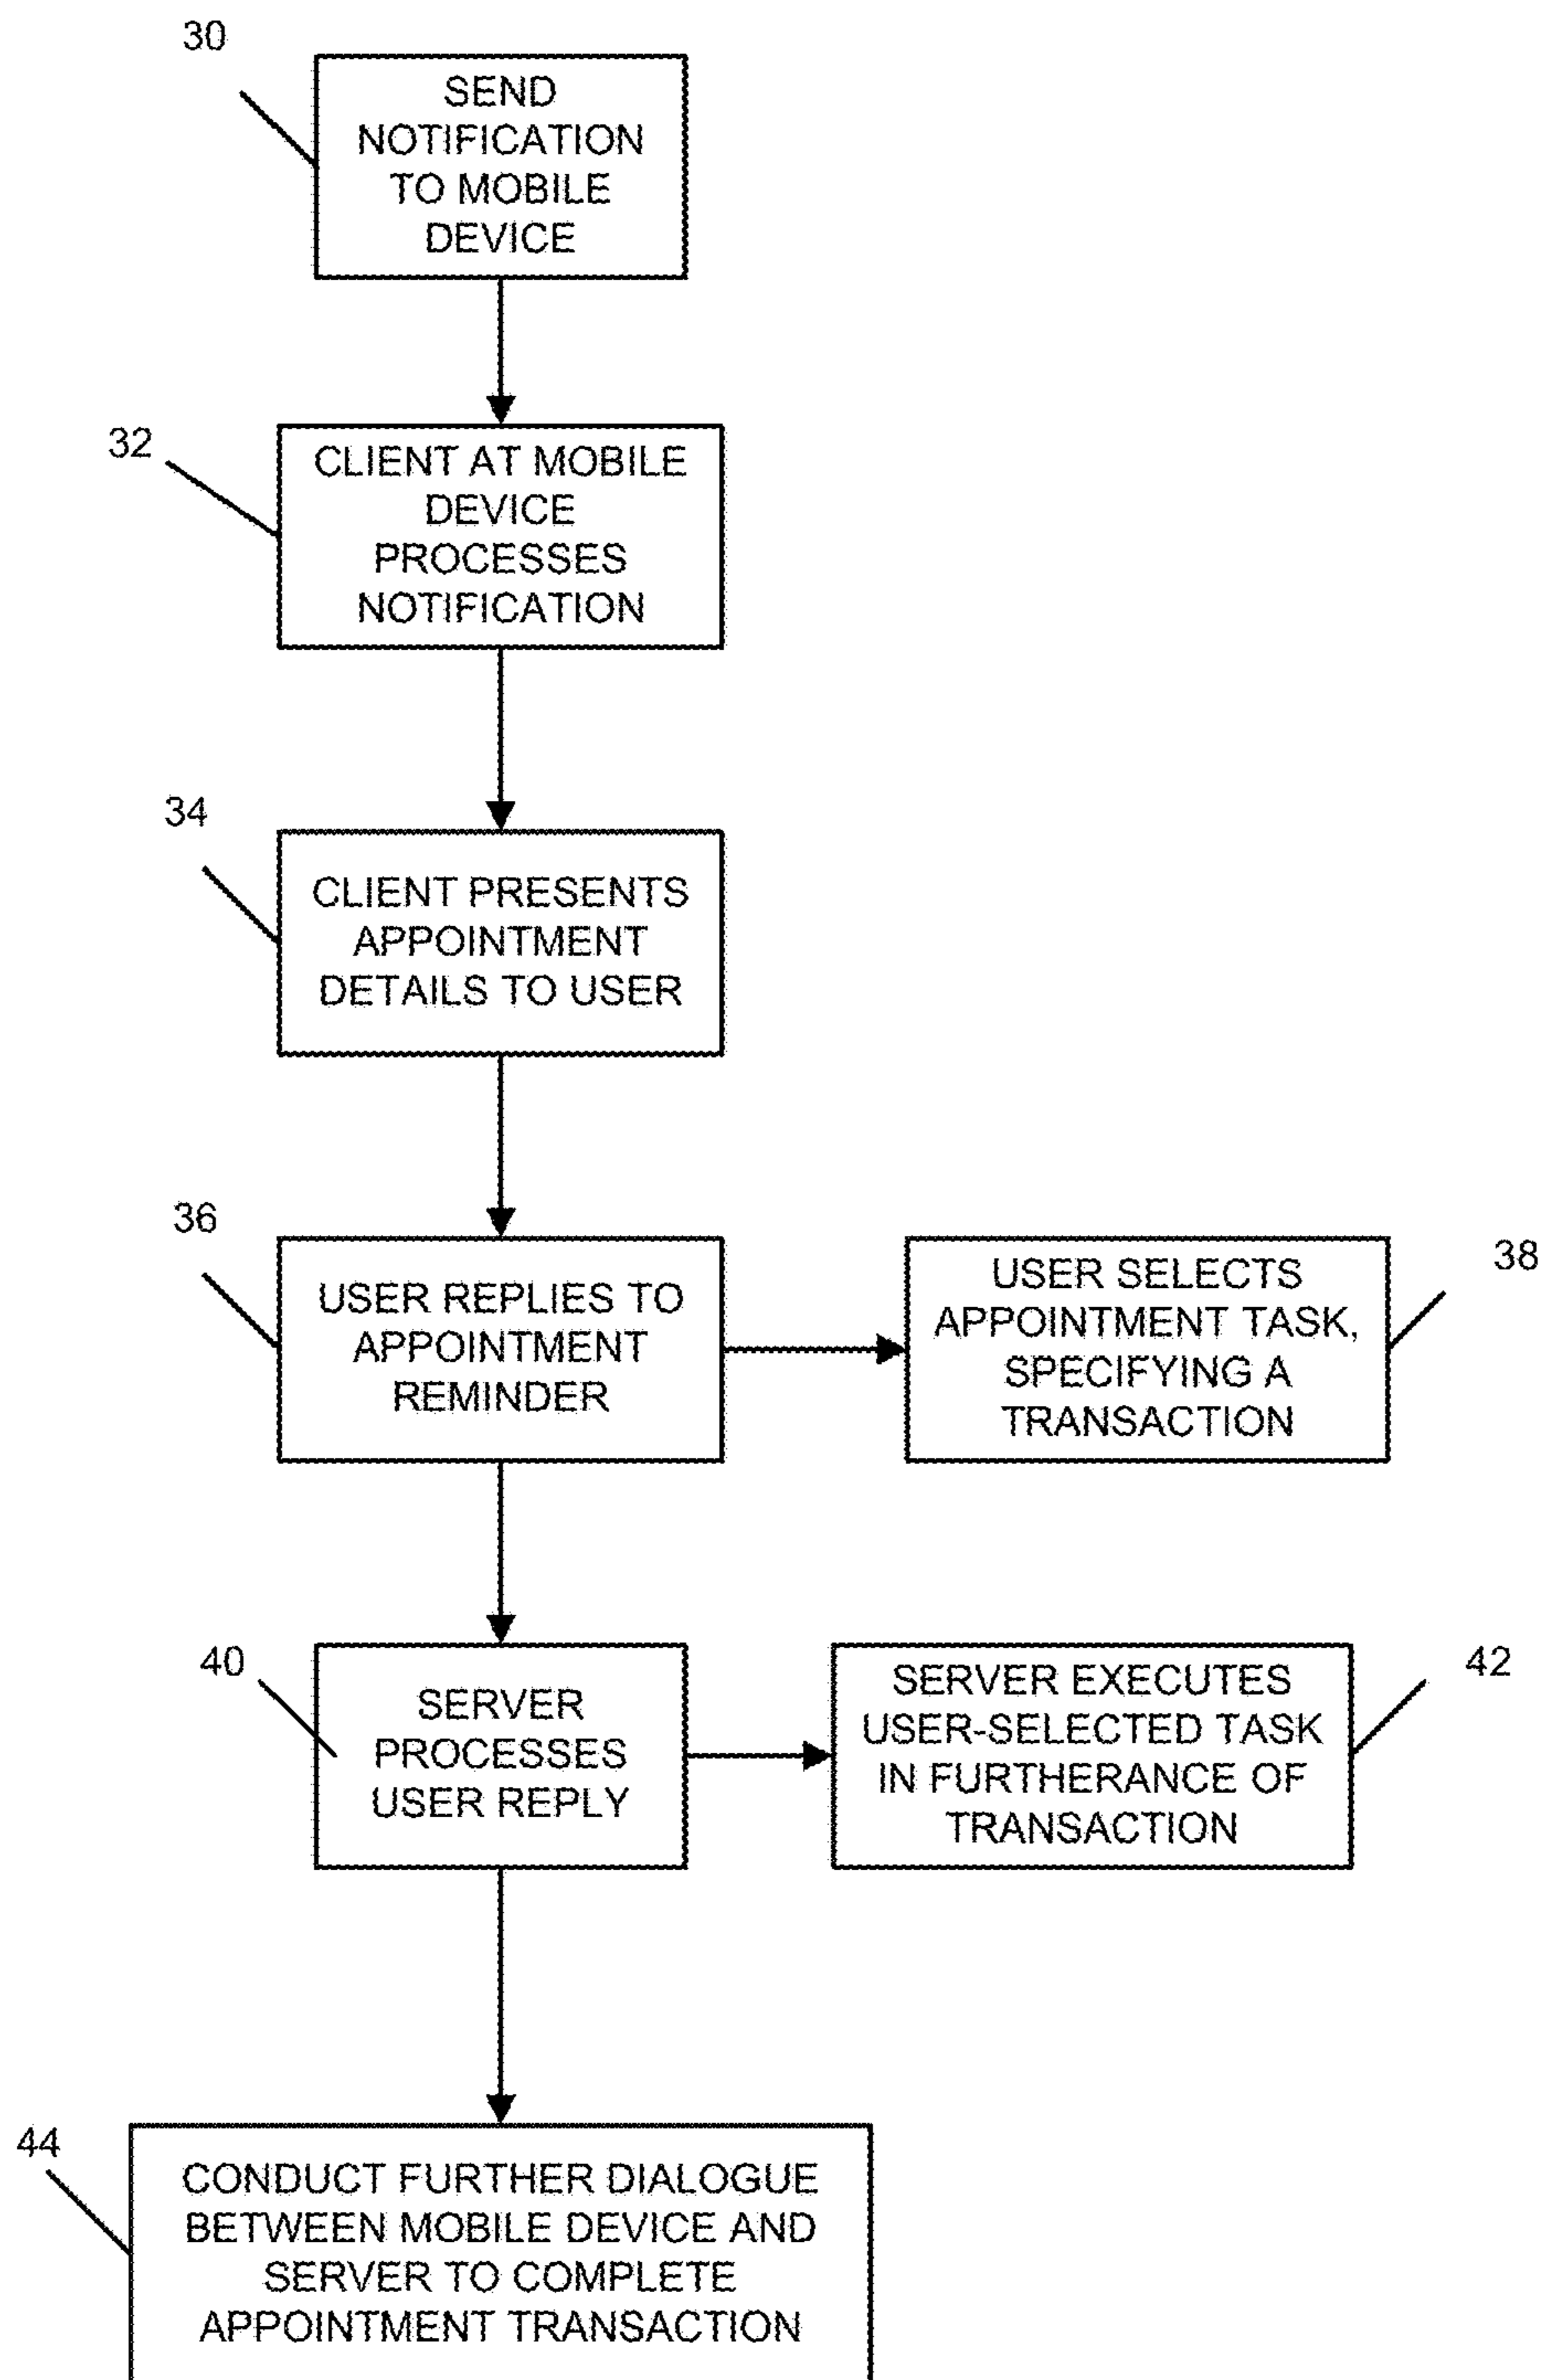 30
SEND
NOTIFICATION
TO MOBILE
DEVICE
32
CLIENT AT MOBILE
DEVICE
PROCESSES
NOTIFICATION
34
CLIENT PRESENTS
APPOINTMENT
DETAILS TO USER
36
USER REPLIES TO
APPOINTMENT
REMINDER
38
USER SELECTS
APPOINTMENT TASK,
SPECIFYING A
TRANSACTION
40
SERVER
PROCESSES
USER REPLY
42
SERVER EXECUTES
USER-SELECTED TASK
IN FURTHERANCE OF
TRANSACTION
44
CONDUCT FURTHER DIALOGUE
BETWEEN MOBILE DEVICE AND
SERVER TO COMPLETE
APPOINTMENT TRANSACTION